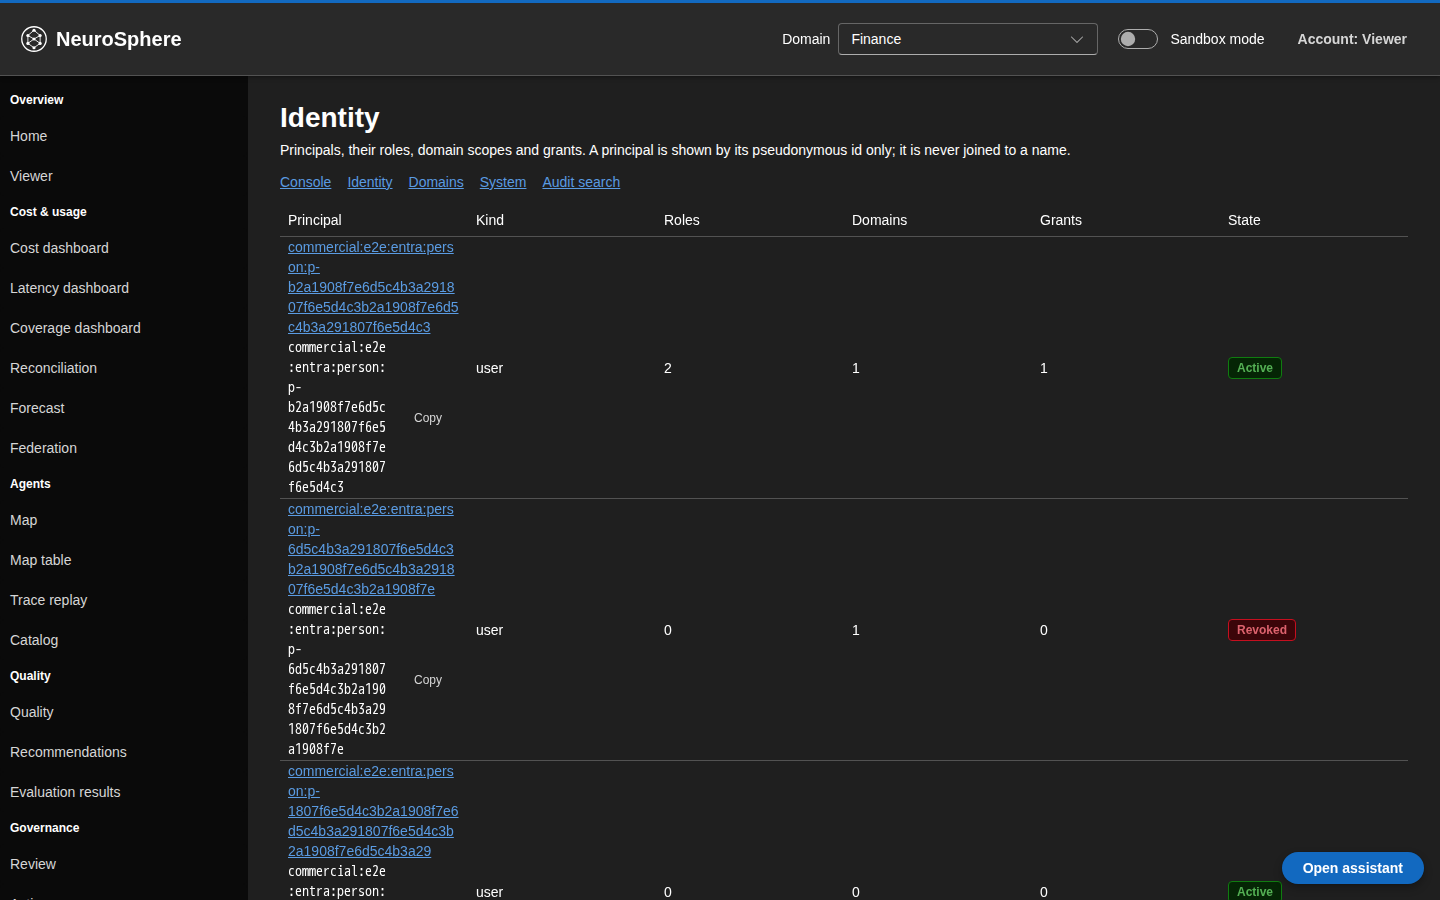 NeuroSphere
Domain
Finance
Sandbox mode
Account: Viewer
Overview
Home
Viewer
Cost & usage
Cost dashboard
Latency dashboard
Coverage dashboard
Reconciliation
Forecast
Federation
Agents
Map
Map table
Trace replay
Catalog
Quality
Quality
Recommendations
Evaluation results
Governance
Review
Identity
Principals, their roles, domain scopes and grants. A principal is shown by its pseudonymous id only; it is never joined to a name.
Console Identity Domains System Audit search
Principal Kind Roles Domains Grants State
commercial:e2e:entra:pers
on:p-
b2a1908f7e6d5c4b3a2918
07f6e5d4c3b2a1908f7e6d5
c4b3a291807f6e5d4c3
commercial:e2e
:entra:person:
p-
b2a1908f7e6d5c
4b3a291807f6e5
d4c3b2a1908f7e
6d5c4b3a291807
f6e5d4c3
Copy
user 2 1 1 Active
commercial:e2e:entra:pers
on:p-
6d5c4b3a291807f6e5d4c3
b2a1908f7e6d5c4b3a2918
07f6e5d4c3b2a1908f7e
commercial:e2e
:entra:person:
p-
6d5c4b3a291807
f6e5d4c3b2a190
8f7e6d5c4b3a29
1807f6e5d4c3b2
a1908f7e
Copy
user 0 1 0 Revoked
commercial:e2e:entra:pers
on:p-
1807f6e5d4c3b2a1908f7e6
d5c4b3a291807f6e5d4c3b
2a1908f7e6d5c4b3a29
commercial:e2e
:entra:person:
user 0 0 0 Active
Open assistant